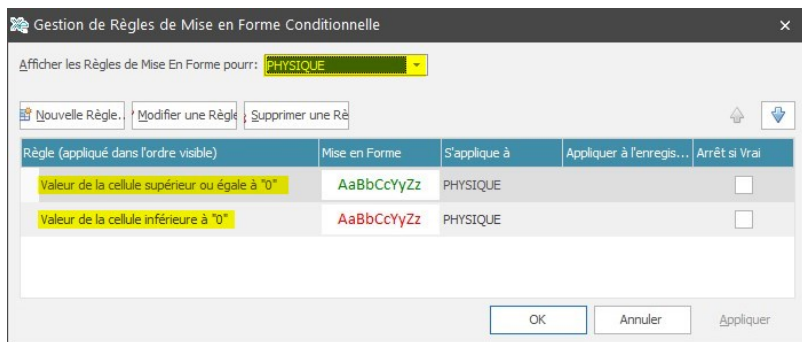 Gestion de Règles de Mise en Forme Conditionnelle
Afficher les Règles de Mise En Forme pourr: PHYSIQUE
Nouvelle Règle.. Modifier une Règle Supprimer une Rè
Règle (appliqué dans l'ordre visible) Mise en Forme S'applique à Appliquer à l'enregis... Arrêt si Vrai
Valeur de la cellule supérieur ou égale à "0" AaBbCcYyZz PHYSIQUE
Valeur de la cellule inférieure à "0" AaBbCcYyZz PHYSIQUE
OK Annuler Appliquer